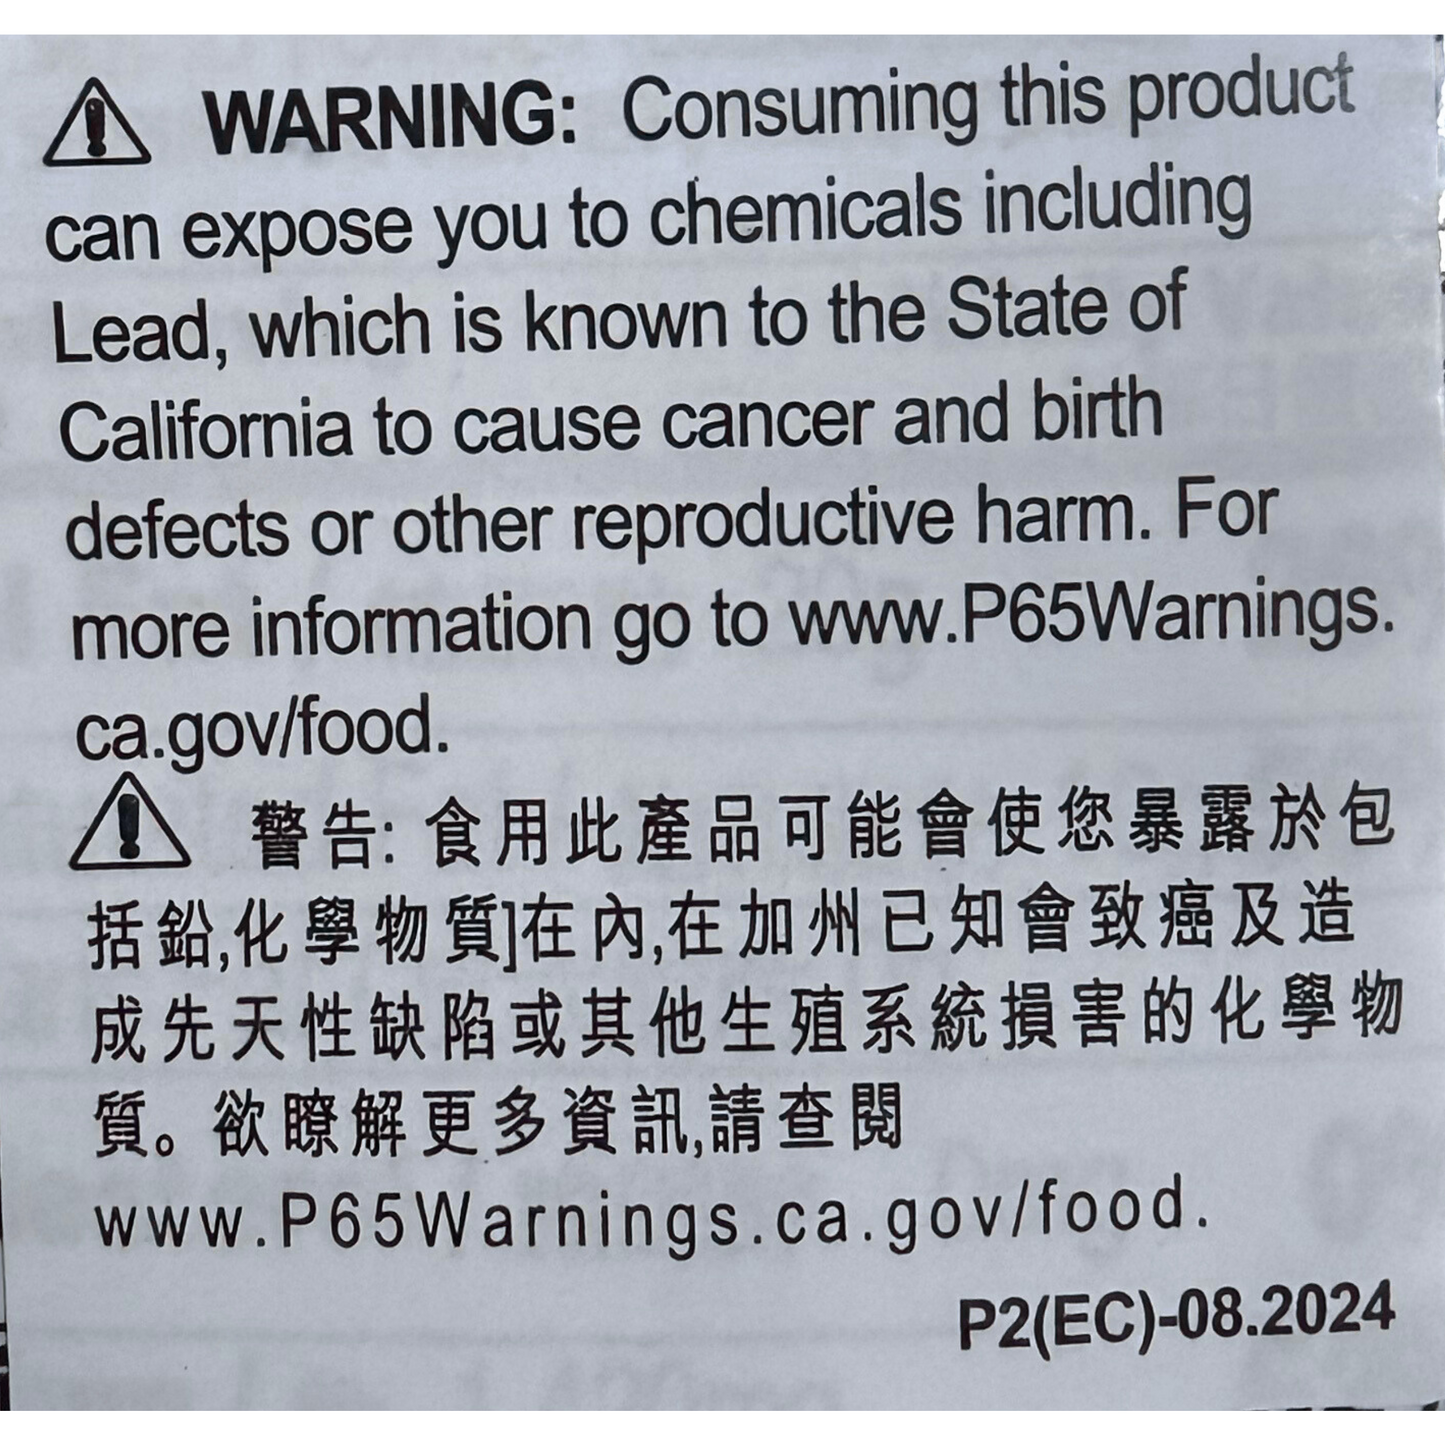 ⚠ WARNING: Consuming this product
can expose you to chemicals including
Lead, which is known to the State of
California to cause cancer and birth
defects or other reproductive harm. For
more information go to www.P65Warnings.
ca.gov/food.
⚠ 警告: 食用此產品可能會使您暴露於包
括鉛,化學物質]在內,在加州已知會致癌及造
成先天性缺陷或其他生殖系統損害的化學物
質。欲瞭解更多資訊,請查閱
www.P65Warnings.ca.gov/food.
P2(EC)-08.2024